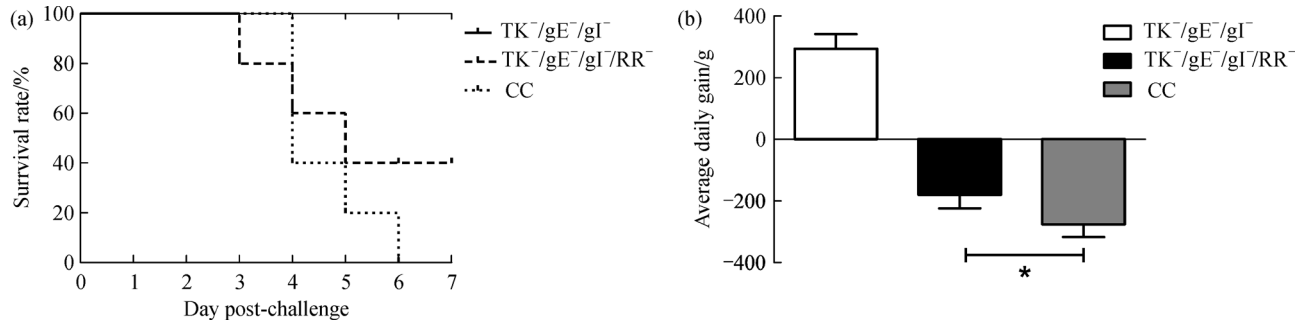 (a)
100
80
60
40
20
0
Survival rate/%
0 1 2 3 4 5 6 7
Day post-challenge
TK⁻/gE⁻/gI⁻
TK⁻/gE⁻/gI⁻/RR⁻
CC
(b)
400
200
0
−200
−400
Average daily gain/g
*
TK⁻/gE⁻/gI⁻
TK⁻/gE⁻/gI⁻/RR⁻
CC